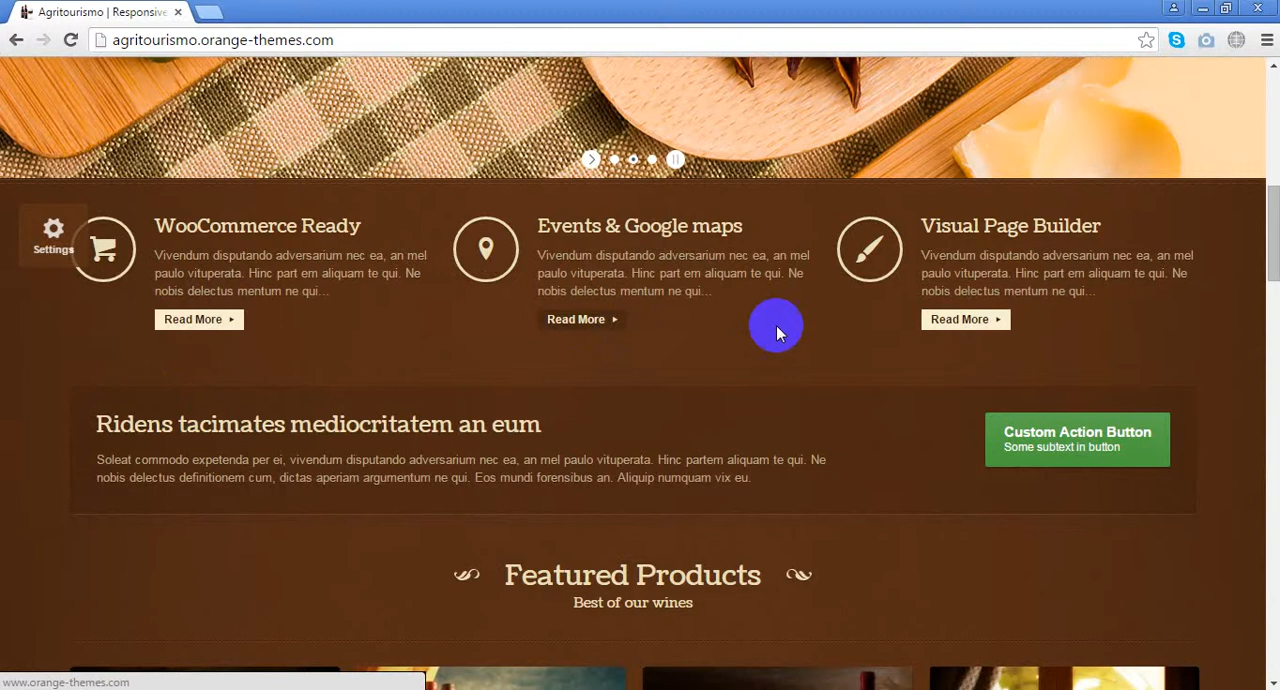 Agritourismo | Responsive
agritourismo.orange-themes.com
Settings
WooCommerce Ready
Vivendum disputando adversarium nec ea, an mel
paulo vituperata. Hinc part em aliquam te qui. Ne
nobis delectus mentum ne qui...
Read More
Events & Google maps
Vivendum disputando adversarium nec ea, an mel
paulo vituperata. Hinc part em aliquam te qui. Ne
nobis delectus mentum ne qui...
Read More
Visual Page Builder
Vivendum disputando adversarium nec ea, an mel
paulo vituperata. Hinc part em aliquam te qui. Ne
nobis delectus mentum ne qui...
Read More
Ridens tacimates mediocritatem an eum
Soleat commodo expetenda per ei, vivendum disputando adversarium nec ea, an mel paulo vituperata. Hinc partem aliquam te qui. Ne
nobis delectus definitionem cum, dictas aperiam argumentum ne qui. Eos mundi forensibus an. Aliquip numquam vix eu.
Custom Action Button
Some subtext in button
Featured Products
Best of our wines
www.orange-themes.com